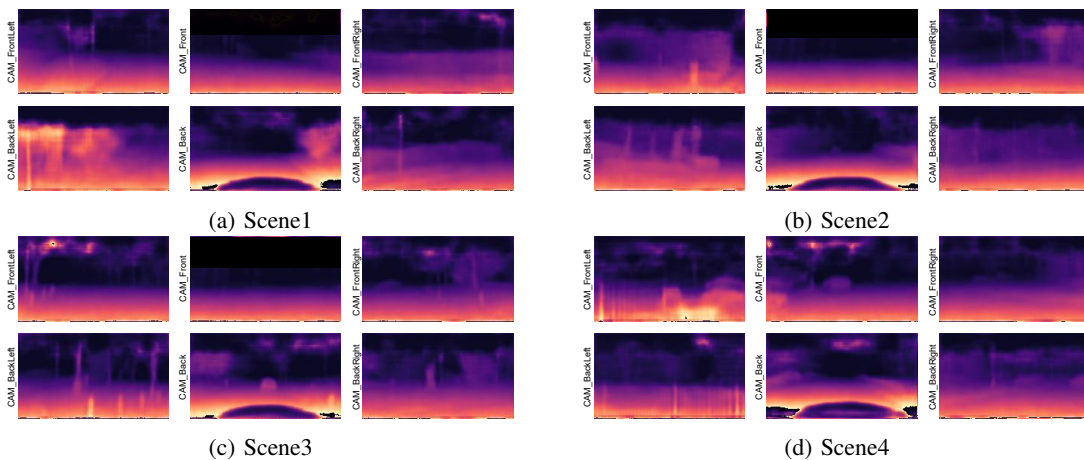 CAM_FrontLeft
CAM_Front
CAM_FrontRight
CAM_BackLeft
CAM_Back
CAM_BackRight
(a) Scene1
CAM_FrontLeft
CAM_Front
CAM_FrontRight
CAM_BackLeft
CAM_Back
CAM_BackRight
(b) Scene2
CAM_FrontLeft
CAM_Front
CAM_FrontRight
CAM_BackLeft
CAM_Back
CAM_BackRight
(c) Scene3
CAM_FrontLeft
CAM_Front
CAM_FrontRight
CAM_BackLeft
CAM_Back
CAM_BackRight
(d) Scene4